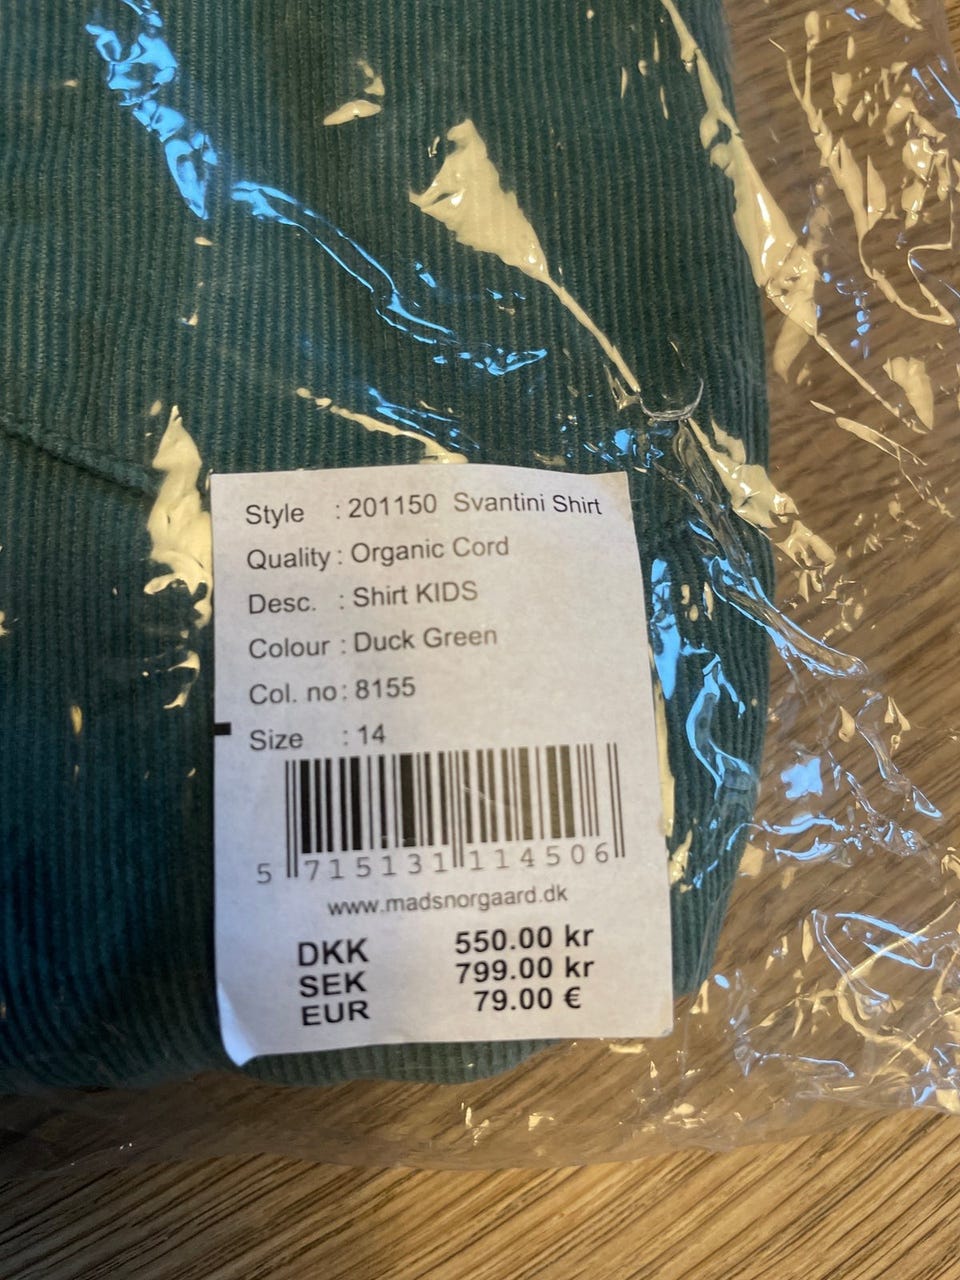 Style : 201150 Svantini Shirt
Quality : Organic Cord
Desc. : Shirt KIDS
Colour : Duck Green
Col. no : 8155
Size : 14
5 715131 114506
www.madsnorgaard.dk
DKK 550.00 kr
SEK 799.00 kr
EUR 79.00 €